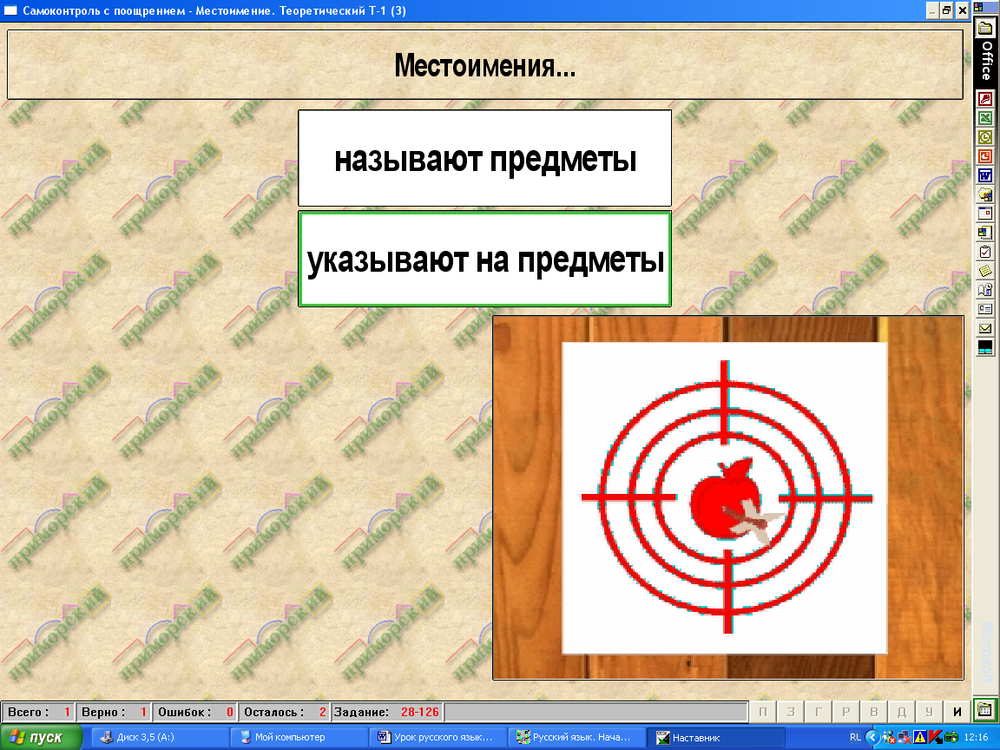 Самоконтроль с поощрением - Местоимение. Теоретический Т-1 (3)
Office
Местоимения...
называют предметы
указывают на предметы
приморский
Microsoft
Всего : 1 Верно : 1 Ошибок : 0 Осталось : 2 Задание: 28-126 П З Г Р В Д У И
пуск Диск 3,5 (A:) Мой компьютер Урок русского язык... Русский язык. Нача... Наставник RL 12:16